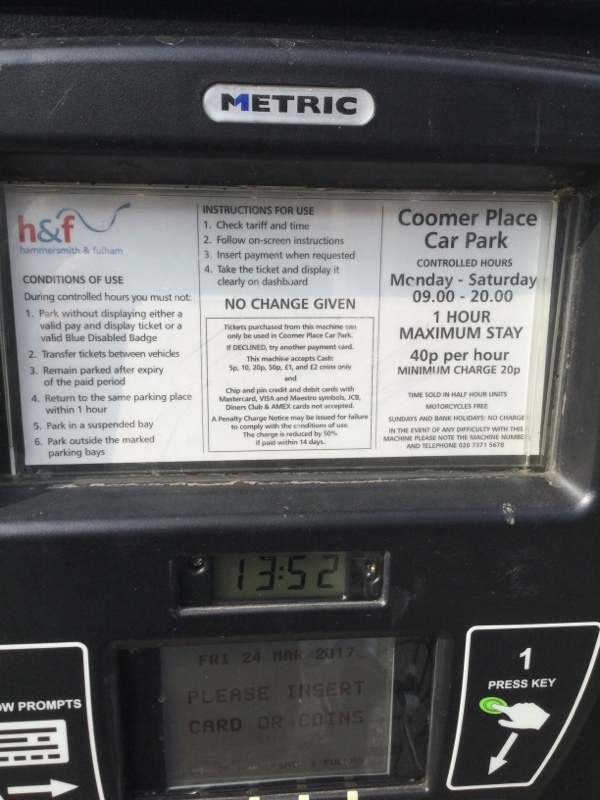 METRIC
h&f
hammersmith & fulham
CONDITIONS OF USE
During controlled hours you must not:
1. Park without displaying either a
valid pay and display ticket or a
valid Blue Disabled Badge
2. Transfer tickets between vehicles
3. Remain parked after expiry
of the paid period
4. Return to the same parking place
within 1 hour
5. Park in a suspended bay
6. Park outside the marked
parking bays
INSTRUCTIONS FOR USE
1. Check tariff and time
2. Follow on-screen instructions
3. Insert payment when requested
4. Take the ticket and display it
clearly on dashboard
NO CHANGE GIVEN
Tickets purchased from this machine can
only be used in Coomer Place Car Park.
If DECLINED, try another payment card.
This machine accepts Cash:
5p, 10, 20p, 50p, £1, and £2 coins only
and
Chip and pin credit and debit cards with
Mastercard, VISA and Maestro symbols, JCB,
Diners Club & AMEX cards not accepted.
A Penalty Charge Notice may be issued for failure
to comply with the conditions of use.
The charge is reduced by 50%
if paid within 14 days.
Coomer Place
Car Park
CONTROLLED HOURS
Monday - Saturday
09.00 - 20.00
1 HOUR
MAXIMUM STAY
40p per hour
MINIMUM CHARGE 20p
TIME SOLD IN HALF HOUR UNITS
MOTORCYCLES FREE
SUNDAYS AND BANK HOLIDAYS: NO CHARGE
IN THE EVENT OF ANY DIFFICULTY WITH THIS
MACHINE PLEASE NOTE THE MACHINE NUMBE
AND TELEPHONE 020 7371 5678
13:52
FRI 24 MAR 2017
PLEASE INSERT
CARD OR COINS
OW PROMPTS
1
PRESS KEY